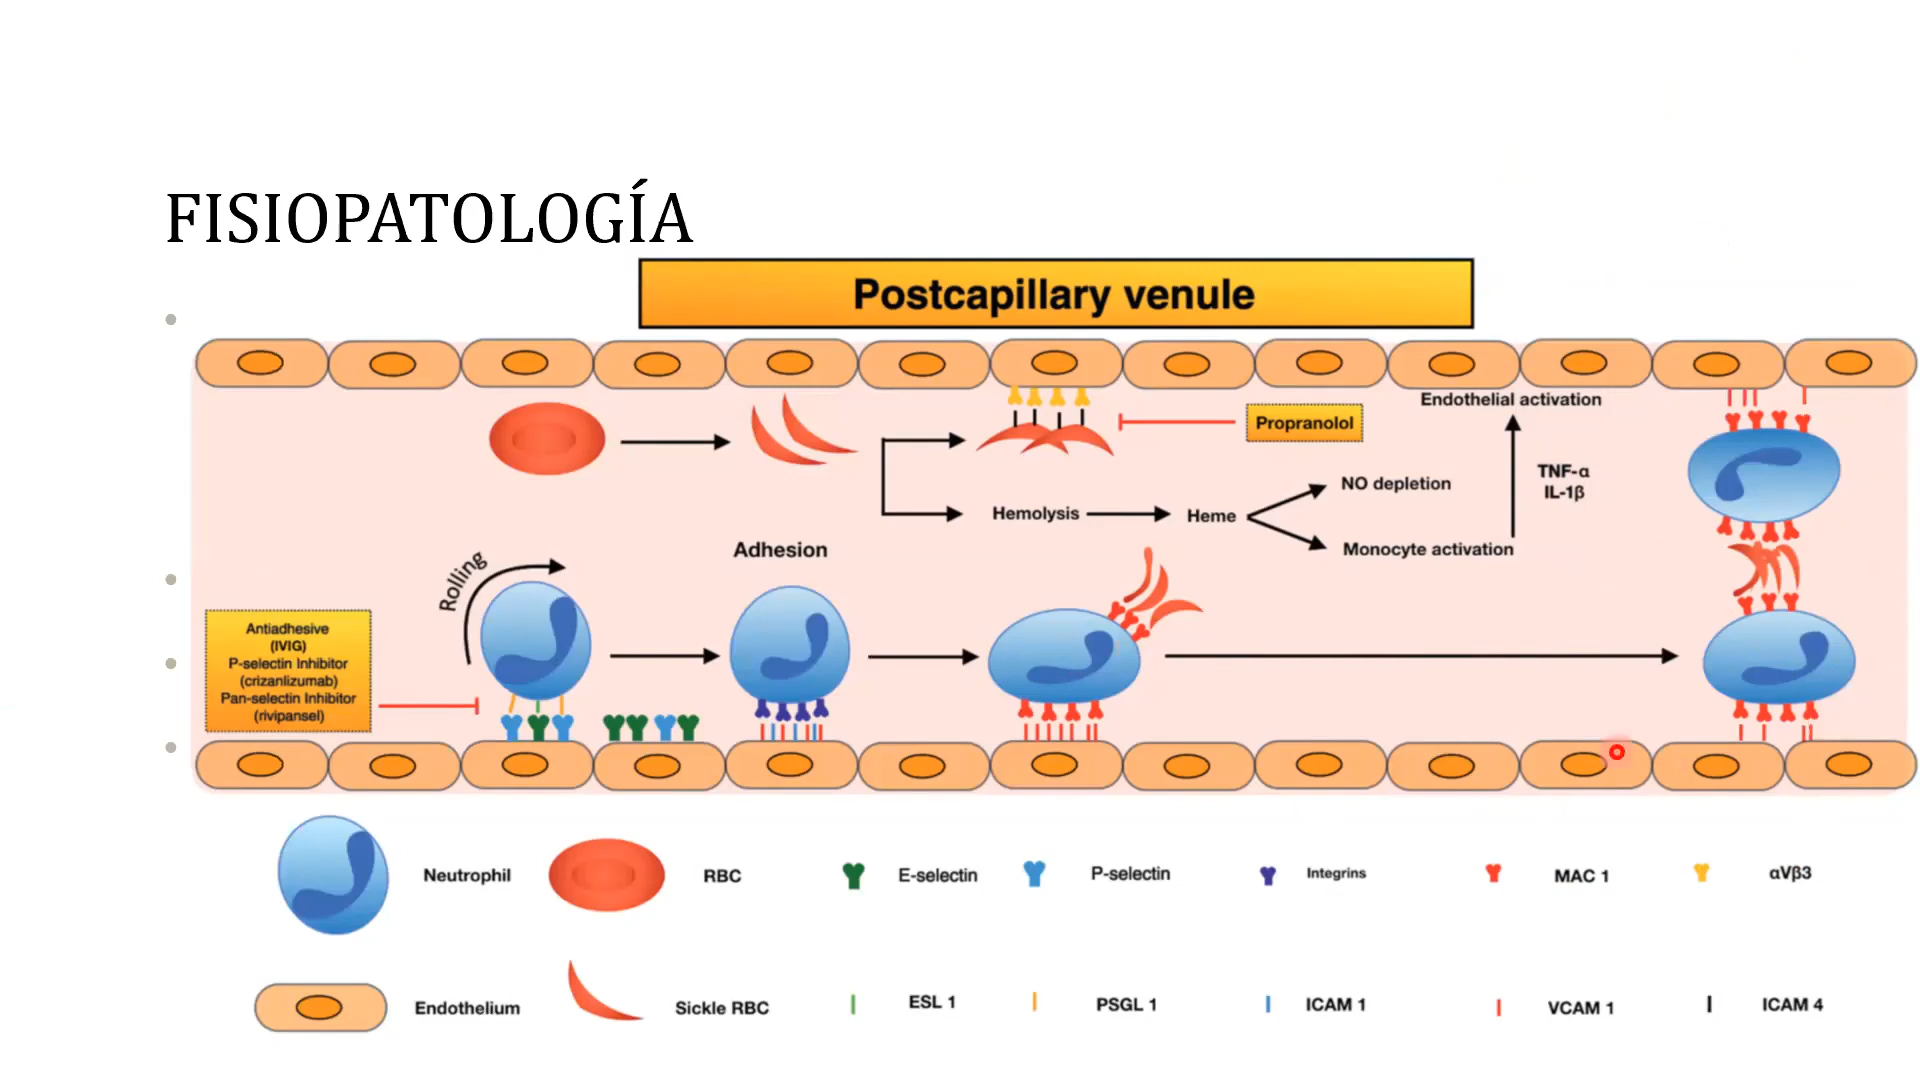 FISIOPATOLOGÍA
Postcapillary venule
Endothelial activation
Propranolol
TNF-α
IL-1β
NO depletion
Hemolysis
Heme
Monocyte activation
Adhesion
Rolling
Antiadhesive
(IVIG)
P-selectin Inhibitor
(crizanlizumab)
Pan-selectin Inhibitor
(rivipansel)
Neutrophil
RBC
E-selectin
P-selectin
Integrins
MAC 1
αVβ3
Endothelium
Sickle RBC
ESL 1
PSGL 1
ICAM 1
VCAM 1
ICAM 4